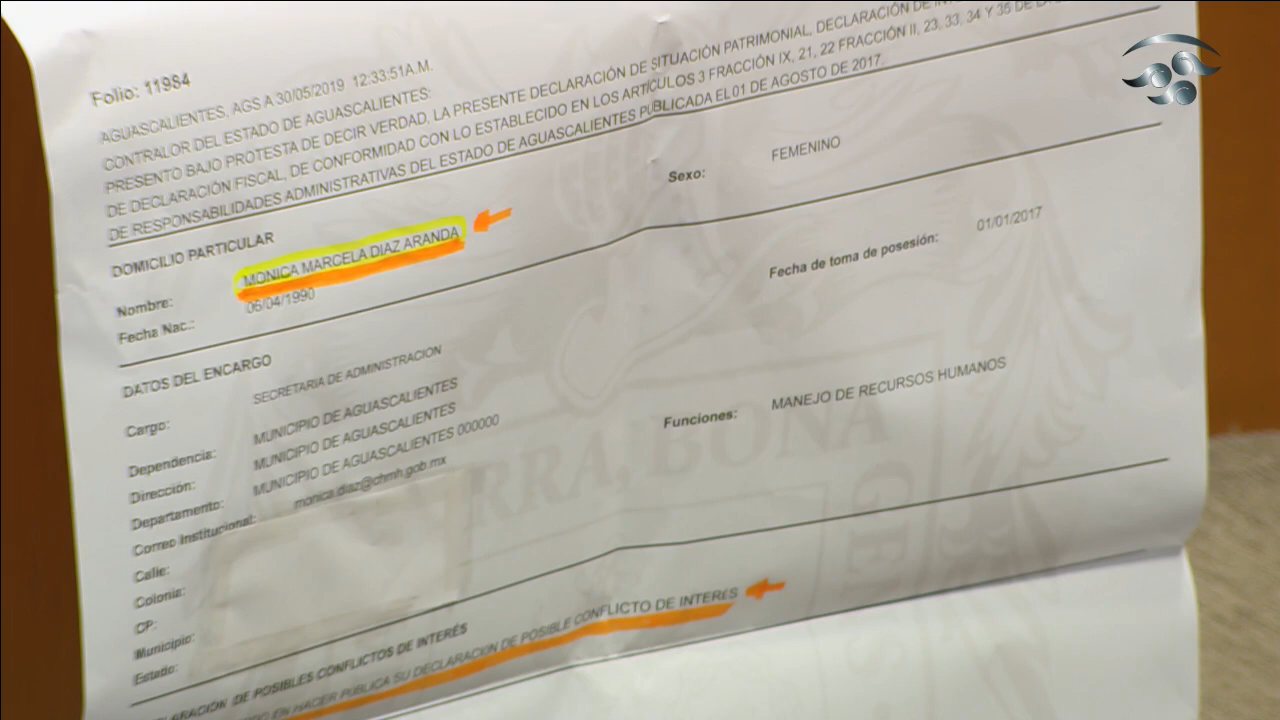 Folio: 11984
AGUASCALIENTES, AGS A 30/05/2019 12:33:51A.M.
CONTRALOR DEL ESTADO DE AGUASCALIENTES:
PRESENTO BAJO PROTESTA DE DECIR VERDAD, LA PRESENTE DECLARACIÓN DE SITUACIÓN PATRIMONIAL, DECLARACIÓN DE
DE DECLARACIÓN FISCAL, DE CONFORMIDAD CON LO ESTABLECIDO EN LOS ARTÍCULOS 3 FRACCIÓN IX, 21, 22 FRACCIÓN II, 23, 33, 34 Y 35 DE
DE RESPONSABILIDADES ADMINISTRATIVAS DEL ESTADO DE AGUASCALIENTES PUBLICADA EL 01 DE AGOSTO DE 2017.
DOMICILIO PARTICULAR
Nombre: MONICA MARCELA DIAZ ARANDA Sexo: FEMENINO
Fecha Nac.: 06/04/1990
DATOS DEL ENCARGO
Cargo: SECRETARIA DE ADMINISTRACION Fecha de toma de posesión: 01/01/2017
Dependencia: MUNICIPIO DE AGUASCALIENTES
Dirección: MUNICIPIO DE AGUASCALIENTES
Departamento: MUNICIPIO DE AGUASCALIENTES 000000 Funciones: MANEJO DE RECURSOS HUMANOS
Correo Institucional: monica.diaz@chmh.gob.mx
Calle:
Colonia:
CP:
Municipio:
Estado:
DE POSIBLES CONFLICTOS DE INTERÉS
EN HACER PÚBLICA SU DECLARACION DE POSIBLE CONFLICTO DE INTERÉS
BONA